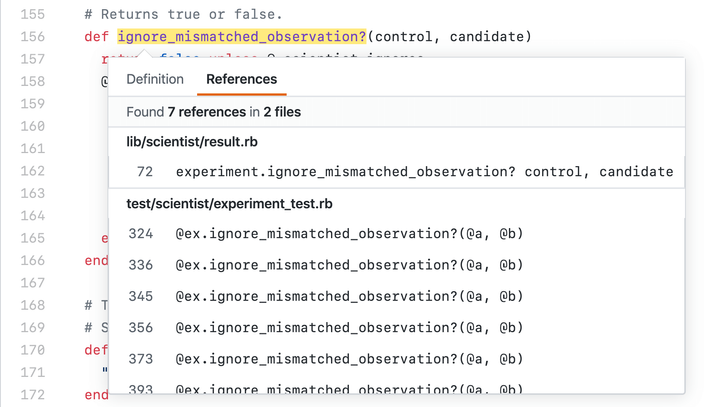 155 # Returns true or false.
156 def ignore_mismatched_observation?(control, candidate)
157
158 @
Definition References
159
Found 7 references in 2 files
160
161 lib/scientist/result.rb
162 72 experiment.ignore_mismatched_observation? control, candidate
163
164 test/scientist/experiment_test.rb
165 e 324 @ex.ignore_mismatched_observation?(@a, @b)
166 end 336 @ex.ignore_mismatched_observation?(@a, @b)
167
168 # T 345 @ex.ignore_mismatched_observation?(@a, @b)
169 # S 356 @ex.ignore_mismatched_observation?(@a, @b)
170 def
171 " 373 @ex.ignore_mismatched_observation?(@a, @b)
172 end 393 @ex.ignore_mismatched_observation?(@a, @b)